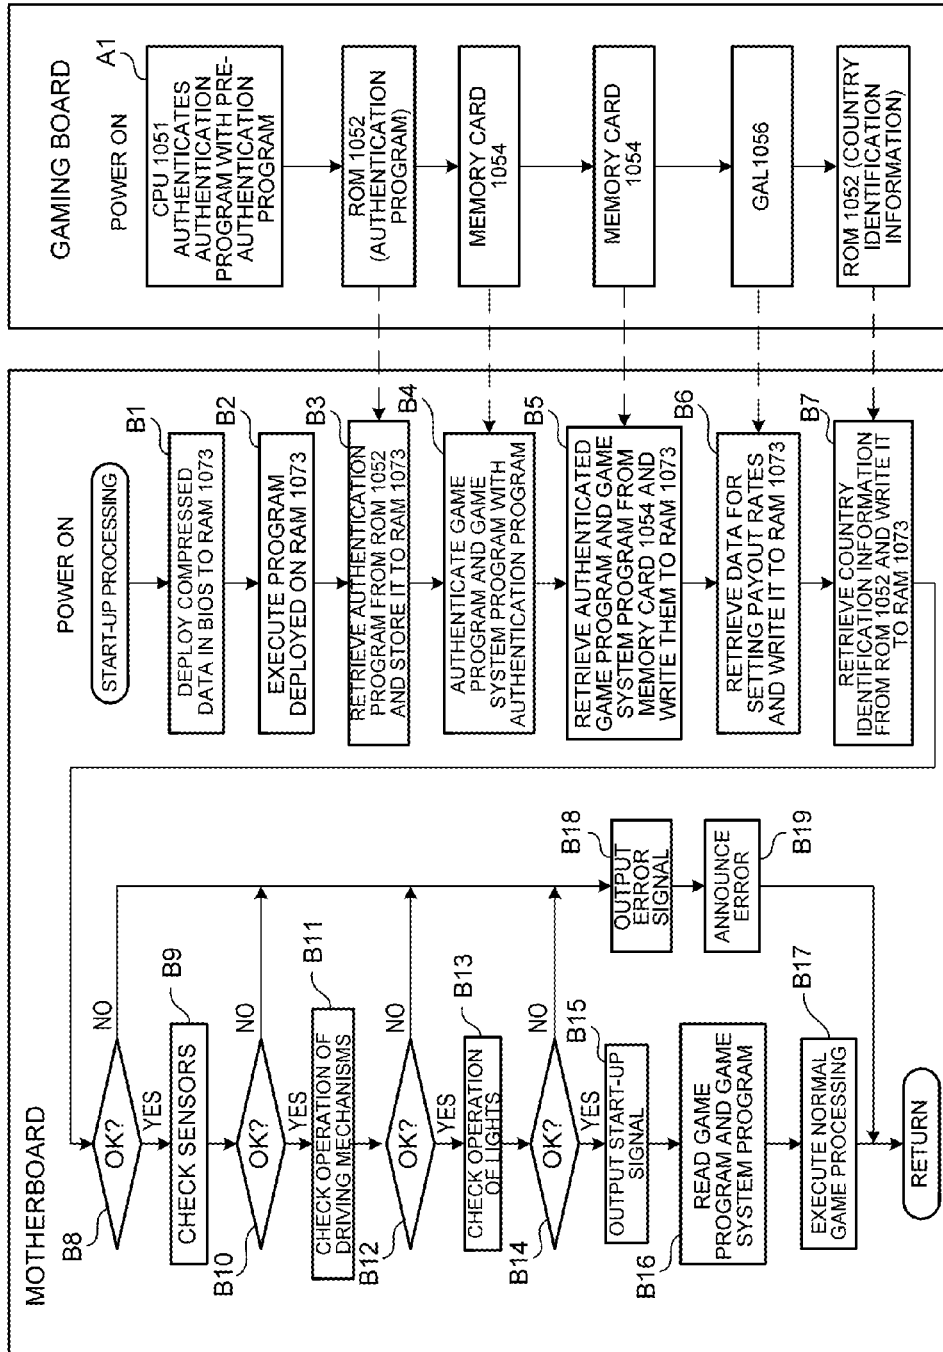 GAMING BOARD
POWER ON
A1
CPU 1051
AUTHENTICATES
AUTHENTICATION
PROGRAM WITH PRE-
AUTHENTICATION
PROGRAM
ROM 1052
(AUTHENTICATION
PROGRAM)
MEMORY CARD
1054
MEMORY CARD
1054
GAL1056
ROM 1052 (COUNTRY
IDENTIFICATION
INFORMATION)
MOTHERBOARD
POWER ON
START-UP PROCESSING
B1
DEPLOY COMPRESSED
DATA IN BIOS TO RAM 1073
B2
EXECUTE PROGRAM
DEPLOYED ON RAM 1073
B3
RETRIEVE AUTHENTICATION
PROGRAM FROM ROM 1052
AND STORE IT TO RAM 1073
B4
AUTHENTICATE GAME
PROGRAM AND GAME
SYSTEM PROGRAM WITH
AUTHENTICATION PROGRAM
B5
RETRIEVE AUTHENTICATED
GAME PROGRAM AND GAME
SYSTEM PROGRAM FROM
MEMORY CARD 1054 AND
WRITE THEM TO RAM 1073
B6
RETRIEVE DATA FOR
SETTING PAYOUT RATES
AND WRITE IT TO RAM 1073
B7
RETRIEVE COUNTRY
IDENTIFICATION INFORMATION
FROM ROM 1052 AND WRITE IT
TO RAM 1073
B8
OK?
NO
YES
B9
CHECK SENSORS
B10
OK?
NO
YES
B11
CHECK OPERATION OF
DRIVING MECHANISMS
B12
OK?
NO
YES
B13
CHECK OPERATION
OF LIGHTS
B14
OK?
NO
YES
B15
OUTPUT START-UP
SIGNAL
B16
READ GAME
PROGRAM AND GAME
SYSTEM PROGRAM
B17
EXECUTE NORMAL
GAME PROCESSING
B18
OUTPUT
ERROR
SIGNAL
B19
ANNOUNCE
ERROR
RETURN